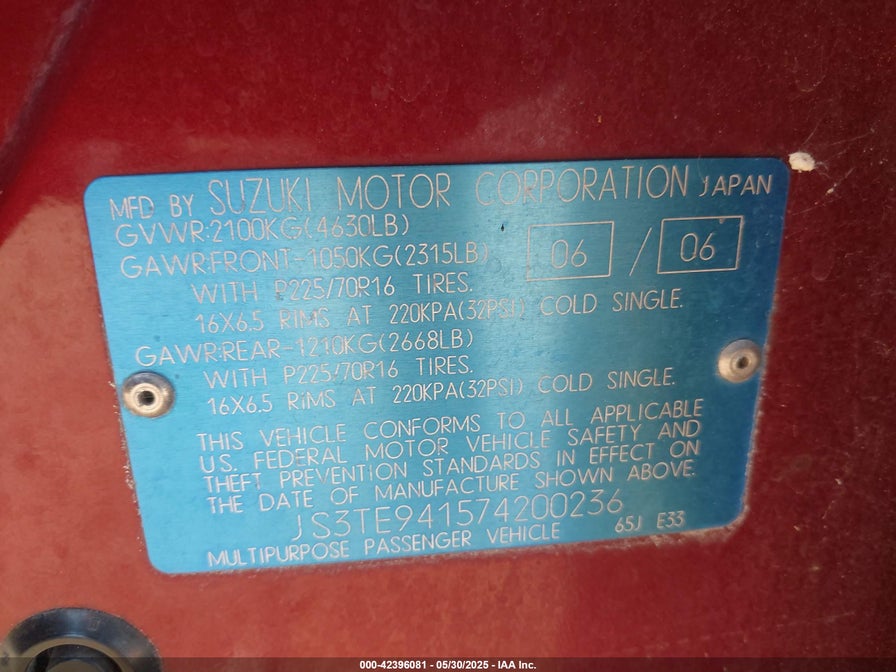 MFD BY SUZUKI MOTOR CORPORATION JAPAN
GVWR:2100KG(4630LB)
GAWR:FRONT-1050KG(2315LB) 06 / 06
WITH P225/70R16 TIRES.
16X6.5 RIMS AT 220KPA(32PSI) COLD SINGLE.
GAWR:REAR-1210KG(2668LB)
WITH P225/70R16 TIRES.
16X6.5 RIMS AT 220KPA(32PSI) COLD SINGLE.
THIS VEHICLE CONFORMS TO ALL APPLICABLE
U.S. FEDERAL MOTOR VEHICLE SAFETY AND
THEFT PREVENTION STANDARDS IN EFFECT ON
THE DATE OF MANUFACTURE SHOWN ABOVE.
JS3TE941574200236
MULTIPURPOSE PASSENGER VEHICLE 65J E33
000-42396081 - 05/30/2025 - IAA Inc.